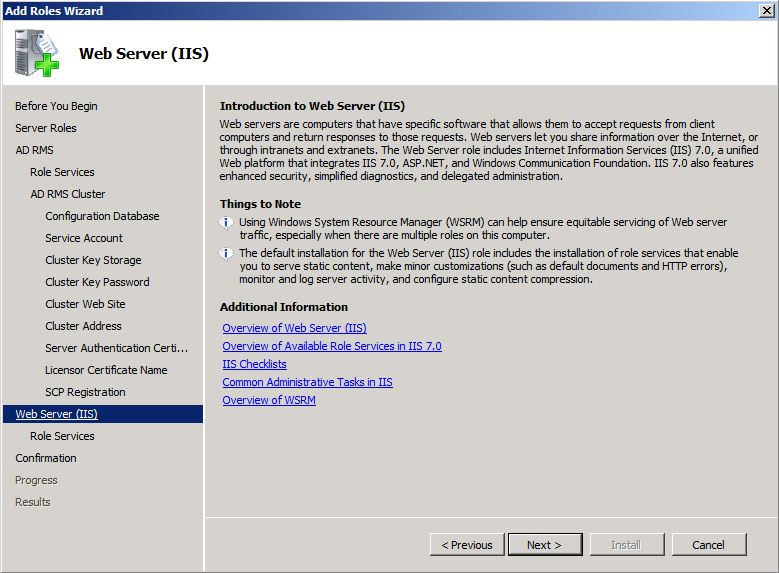 Add Roles Wizard
Web Server (IIS)
Before You Begin
Server Roles
AD RMS
Role Services
AD RMS Cluster
Configuration Database
Service Account
Cluster Key Storage
Cluster Key Password
Cluster Web Site
Cluster Address
Server Authentication Certi...
Licensor Certificate Name
SCP Registration
Web Server (IIS)
Role Services
Confirmation
Progress
Results
Introduction to Web Server (IIS)
Web servers are computers that have specific software that allows them to accept requests from client
computers and return responses to those requests. Web servers let you share information over the Internet, or
through intranets and extranets. The Web Server role includes Internet Information Services (IIS) 7.0, a unified
Web platform that integrates IIS 7.0, ASP.NET, and Windows Communication Foundation. IIS 7.0 also features
enhanced security, simplified diagnostics, and delegated administration.
Things to Note
Using Windows System Resource Manager (WSRM) can help ensure equitable servicing of Web server
traffic, especially when there are multiple roles on this computer.
The default installation for the Web Server (IIS) role includes the installation of role services that enable
you to serve static content, make minor customizations (such as default documents and HTTP errors),
monitor and log server activity, and configure static content compression.
Additional Information
Overview of Web Server (IIS)
Overview of Available Role Services in IIS 7.0
IIS Checklists
Common Administrative Tasks in IIS
Overview of WSRM
< Previous
Next >
Install
Cancel